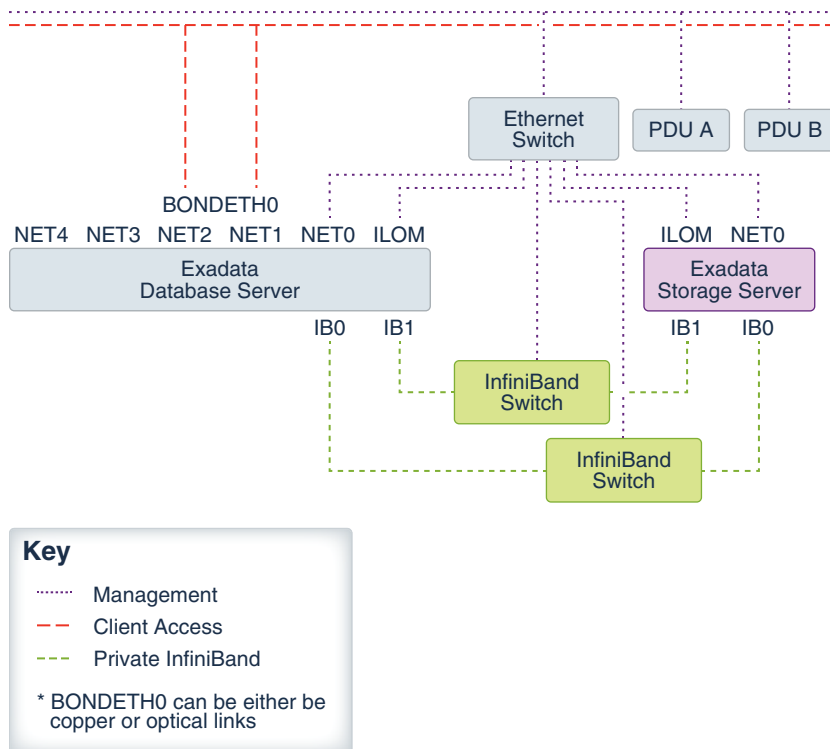 Ethernet
Switch
PDU A
PDU B
BONDETH0
NET4 NET3 NET2 NET1 NET0 ILOM
ILOM NET0
Exadata
Database Server
Exadata
Storage Server
IB0 IB1
IB1 IB0
InfiniBand
Switch
InfiniBand
Switch
Key
Management
Client Access
Private InfiniBand
* BONDETH0 can be either be
copper or optical links